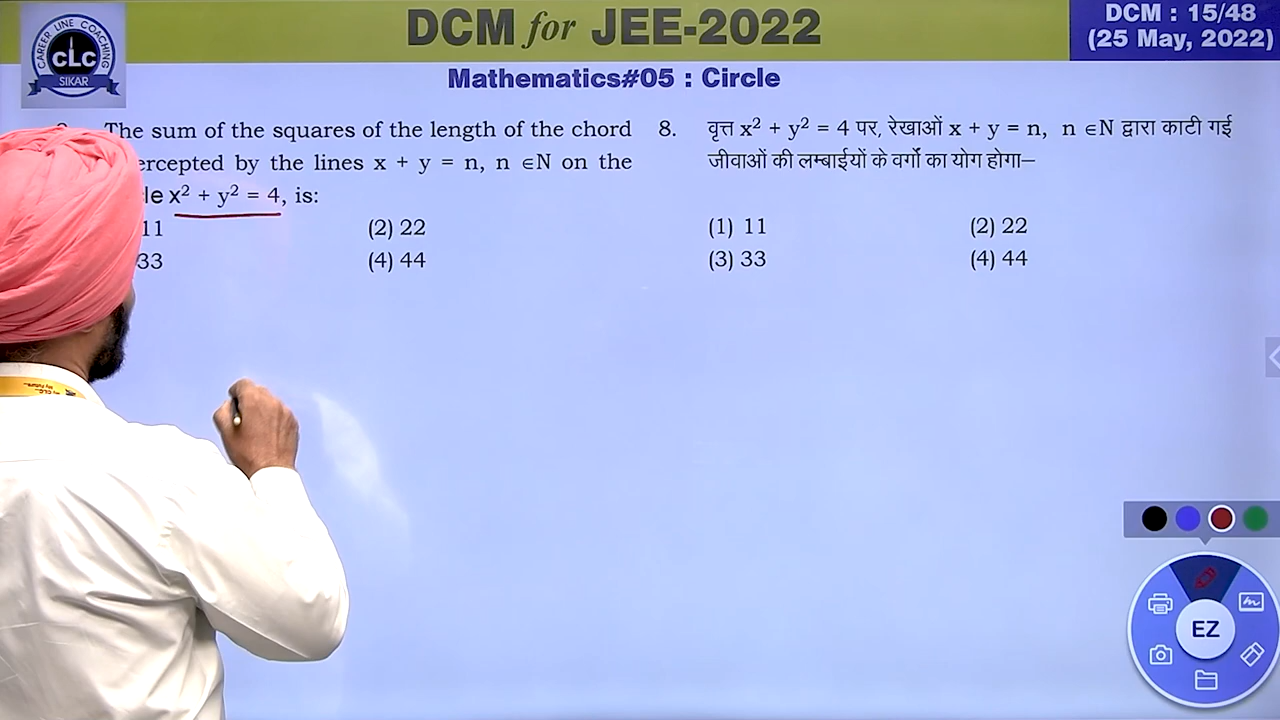 DCM for JEE-2022
DCM : 15/48
(25 May, 2022)
CAREER LINE COACHING
CLC
SIKAR
Mathematics#05 : Circle
The sum of the squares of the length of the chord
ercepted by the lines x + y = n, n ∈N on the
le x² + y² = 4, is:
11
(2) 22
33
(4) 44
8. वृत्त x² + y² = 4 पर, रेखाओं x + y = n, n ∈N द्वारा काटी गई
जीवाओं की लम्बाईयों के वर्गों का योग होगा–
(1) 11
(2) 22
(3) 33
(4) 44
EZ